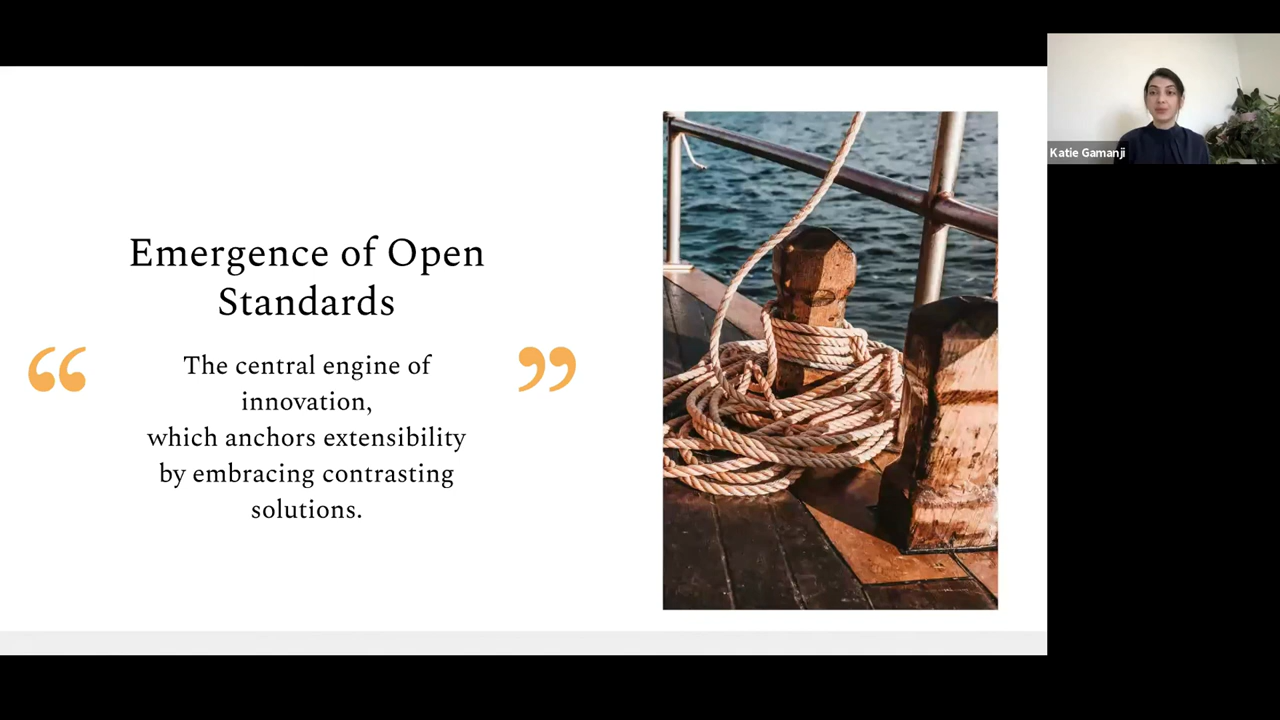 Emergence of Open
Standards
“ ”
The central engine of
innovation,
which anchors extensibility
by embracing contrasting
solutions.
Katie Gamanji